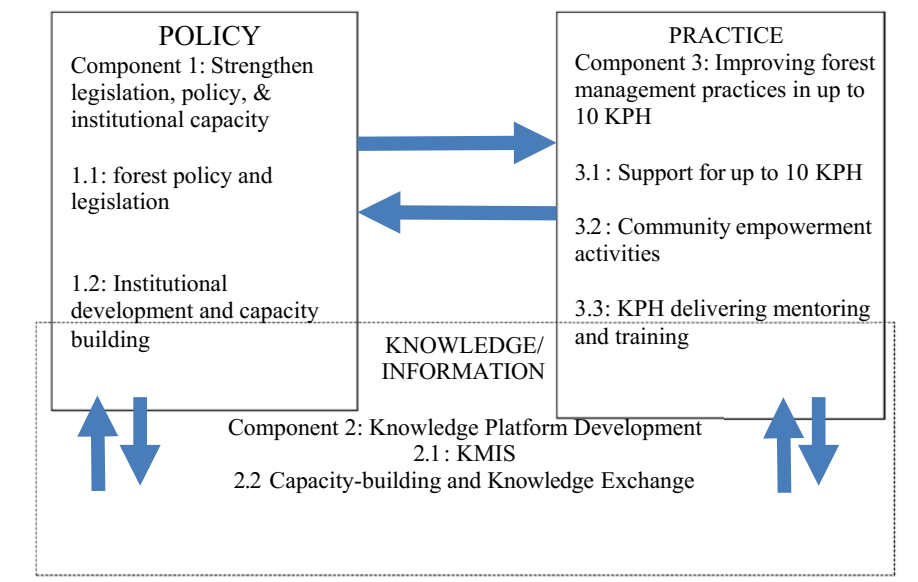 POLICY
Component 1: Strengthen
legislation, policy, &
institutional capacity
1.1: forest policy and
legislation
1.2: Institutional
development and capacity
building
PRACTICE
Component 3: Improving forest
management practices in up to
10 KPH
3.1: Support for up to 10 KPH
3.2: Community empowerment
activities
3.3: KPH delivering mentoring
and training
KNOWLEDGE/
INFORMATION
Component 2: Knowledge Platform Development
2.1: KMIS
2.2 Capacity-building and Knowledge Exchange